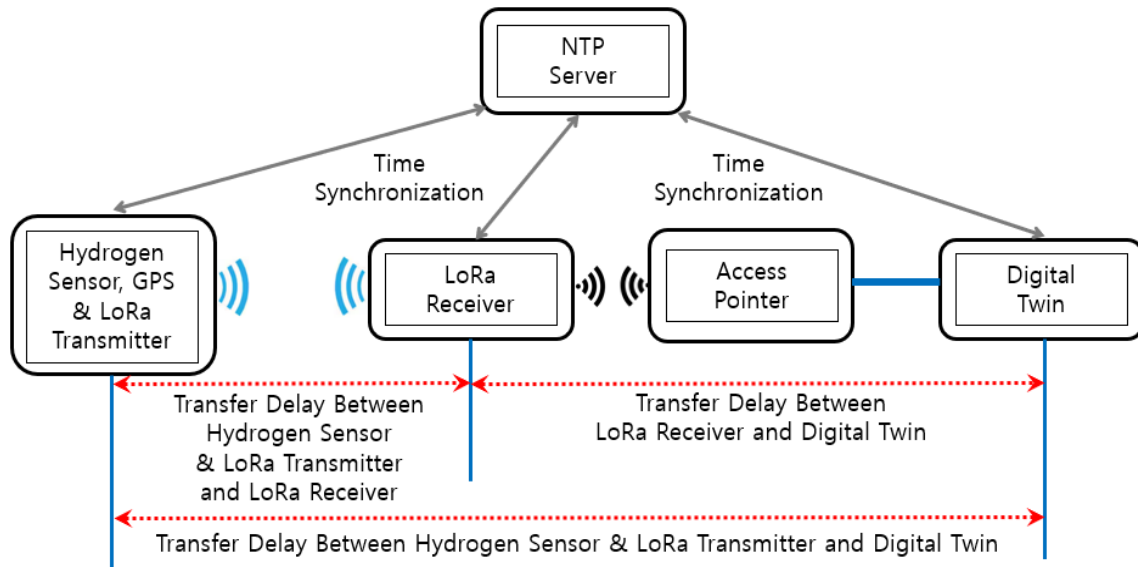 NTP
Server
Time
Synchronization
Time
Synchronization
Hydrogen
Sensor, GPS
& LoRa
Transmitter
LoRa
Receiver
Access
Pointer
Digital
Twin
Transfer Delay Between
Hydrogen Sensor
& LoRa Transmitter
and LoRa Receiver
Transfer Delay Between
LoRa Receiver and Digital Twin
Transfer Delay Between Hydrogen Sensor & LoRa Transmitter and Digital Twin